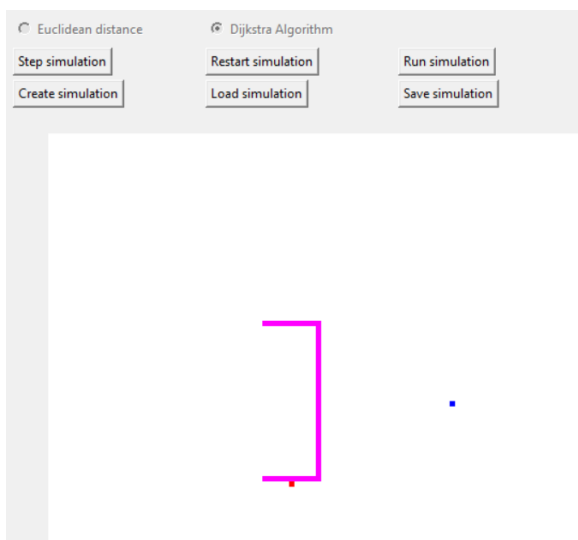 Euclidean distance Dijkstra Algorithm
Step simulation Restart simulation Run simulation
Create simulation Load simulation Save simulation